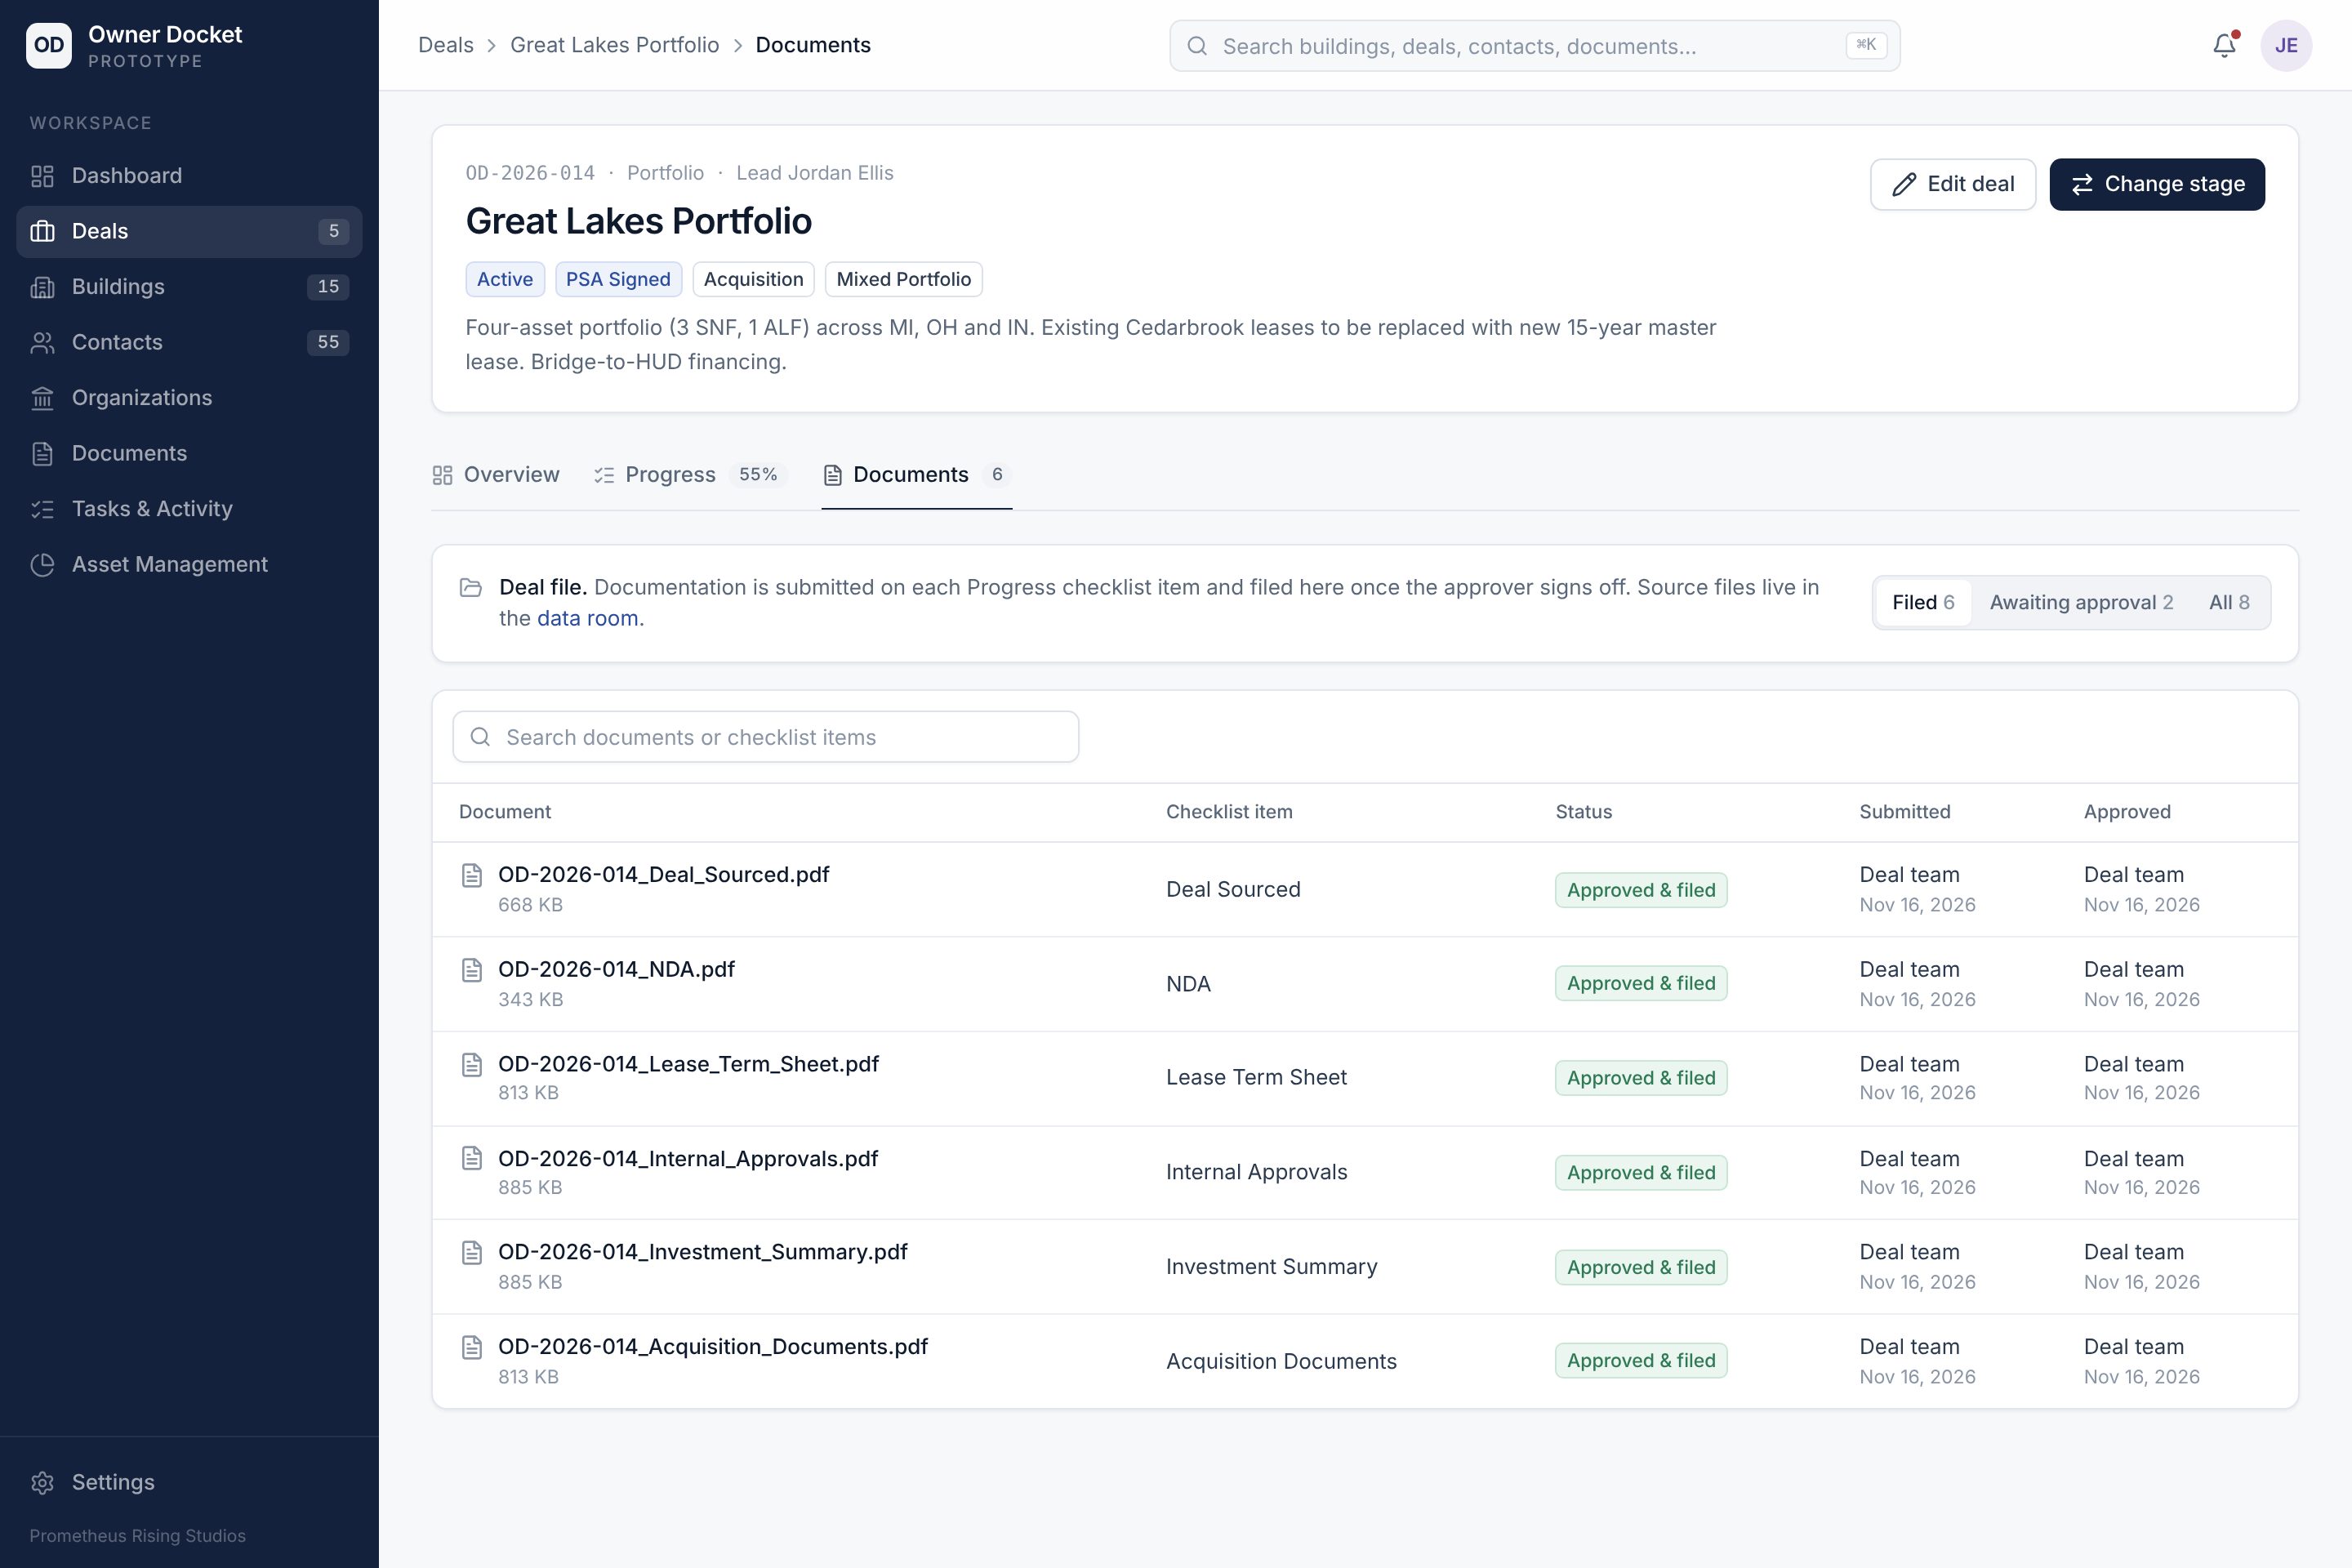 OD
Owner Docket
PROTOTYPE
WORKSPACE
Dashboard
Deals 5
Buildings 15
Contacts 55
Organizations
Documents
Tasks & Activity
Asset Management
Settings
Prometheus Rising Studios
Deals > Great Lakes Portfolio > Documents
Search buildings, deals, contacts, documents...
⌘K
JE
OD-2026-014 · Portfolio · Lead Jordan Ellis
Great Lakes Portfolio
Edit deal
Change stage
Active PSA Signed Acquisition Mixed Portfolio
Four-asset portfolio (3 SNF, 1 ALF) across MI, OH and IN. Existing Cedarbrook leases to be replaced with new 15-year master
lease. Bridge-to-HUD financing.
Overview Progress 55% Documents 6
Deal file. Documentation is submitted on each Progress checklist item and filed here once the approver signs off. Source files live in
the data room.
Filed 6 Awaiting approval 2 All 8
Search documents or checklist items
Document Checklist item Status Submitted Approved
OD-2026-014_Deal_Sourced.pdf
668 KB
Deal Sourced
Approved & filed
Deal team
Nov 16, 2026
Deal team
Nov 16, 2026
OD-2026-014_NDA.pdf
343 KB
NDA
Approved & filed
Deal team
Nov 16, 2026
Deal team
Nov 16, 2026
OD-2026-014_Lease_Term_Sheet.pdf
813 KB
Lease Term Sheet
Approved & filed
Deal team
Nov 16, 2026
Deal team
Nov 16, 2026
OD-2026-014_Internal_Approvals.pdf
885 KB
Internal Approvals
Approved & filed
Deal team
Nov 16, 2026
Deal team
Nov 16, 2026
OD-2026-014_Investment_Summary.pdf
885 KB
Investment Summary
Approved & filed
Deal team
Nov 16, 2026
Deal team
Nov 16, 2026
OD-2026-014_Acquisition_Documents.pdf
813 KB
Acquisition Documents
Approved & filed
Deal team
Nov 16, 2026
Deal team
Nov 16, 2026